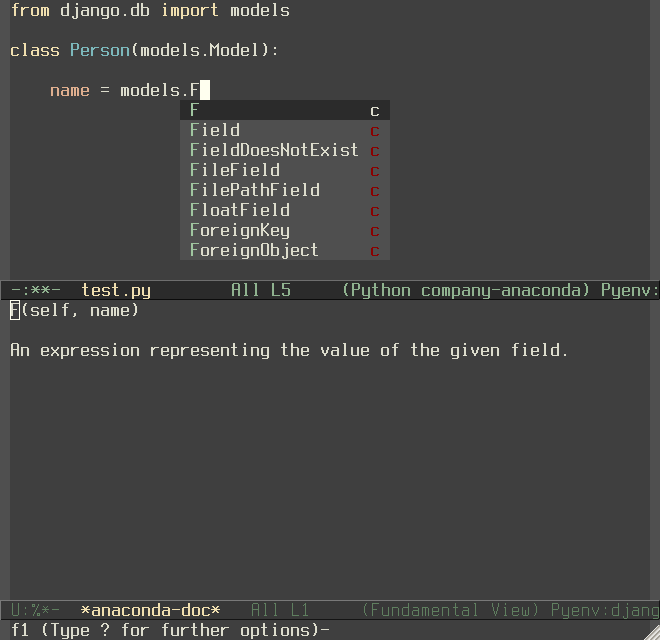 from django.db import models
class Person(models.Model):
name = models.F
F c
Field c
FieldDoesNotExist c
FileField c
FilePathField c
FloatField c
ForeignKey c
ForeignObject c
-:**- test.py All L5 (Python company-anaconda) Pyenv:
F(self, name)
An expression representing the value of the given field.
U:%*- *anaconda-doc* All L1 (Fundamental View) Pyenv:djang
f1 (Type ? for further options)-